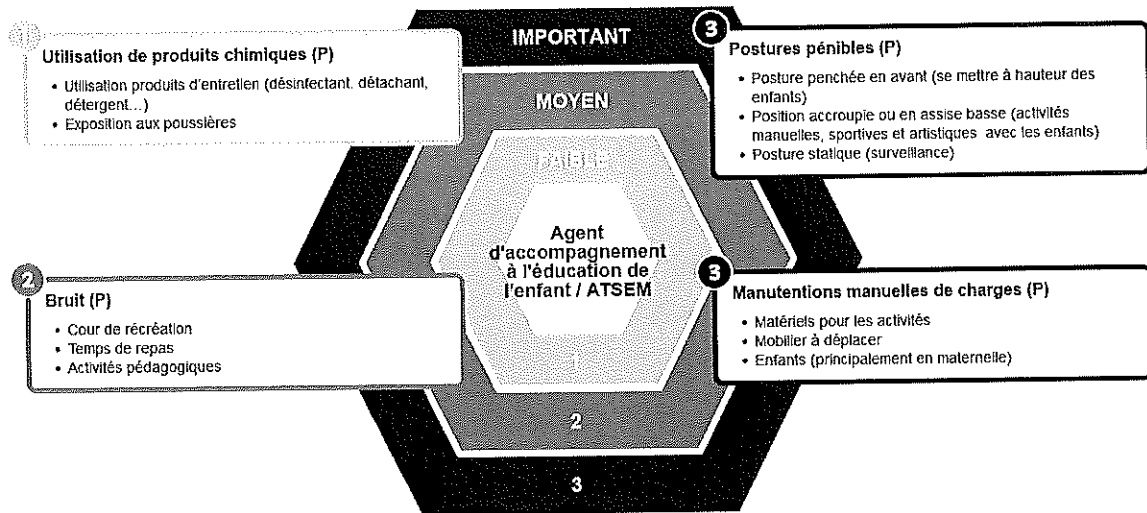 1
Utilisation de produits chimiques (P)
• Utilisation produits d'entretien (désinfectant, détachant,
détergent…)
• Exposition aux poussières
IMPORTANT
MOYEN
FAIBLE
3
Postures pénibles (P)
• Posture penchée en avant (se mettre à hauteur des
enfants)
• Position accroupie ou en assise basse (activités
manuelles, sportives et artistiques avec les enfants)
• Posture statique (surveillance)
Agent
d'accompagnement
à l'éducation de
l'enfant / ATSEM
2
Bruit (P)
• Cour de récréation
• Temps de repas
• Activités pédagogiques
3
Manutentions manuelles de charges (P)
• Matériels pour les activités
• Mobilier à déplacer
• Enfants (principalement en maternelle)
1
2
3